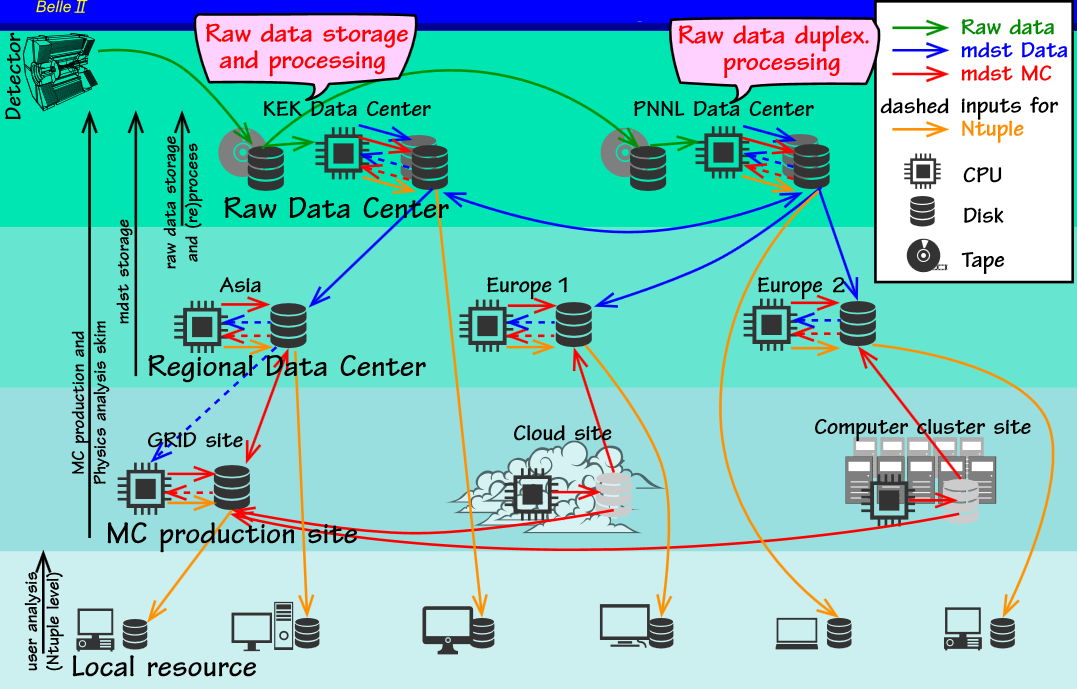 Belle II
Detector
Raw data storage
and processing
Raw data duplex.
processing
Raw data
mdst Data
mdst MC
dashed inputs for
Ntuple
CPU
Disk
Tape
KEK Data Center
PNNL Data Center
Raw Data Center
raw data storage
and (re)process
mdst storage
MC production and
Physics analysis skim
Asia
Europe 1
Europe 2
Regional Data Center
GRID site
Cloud site
Computer cluster site
MC production site
user analysis
(Ntuple level)
Local resource